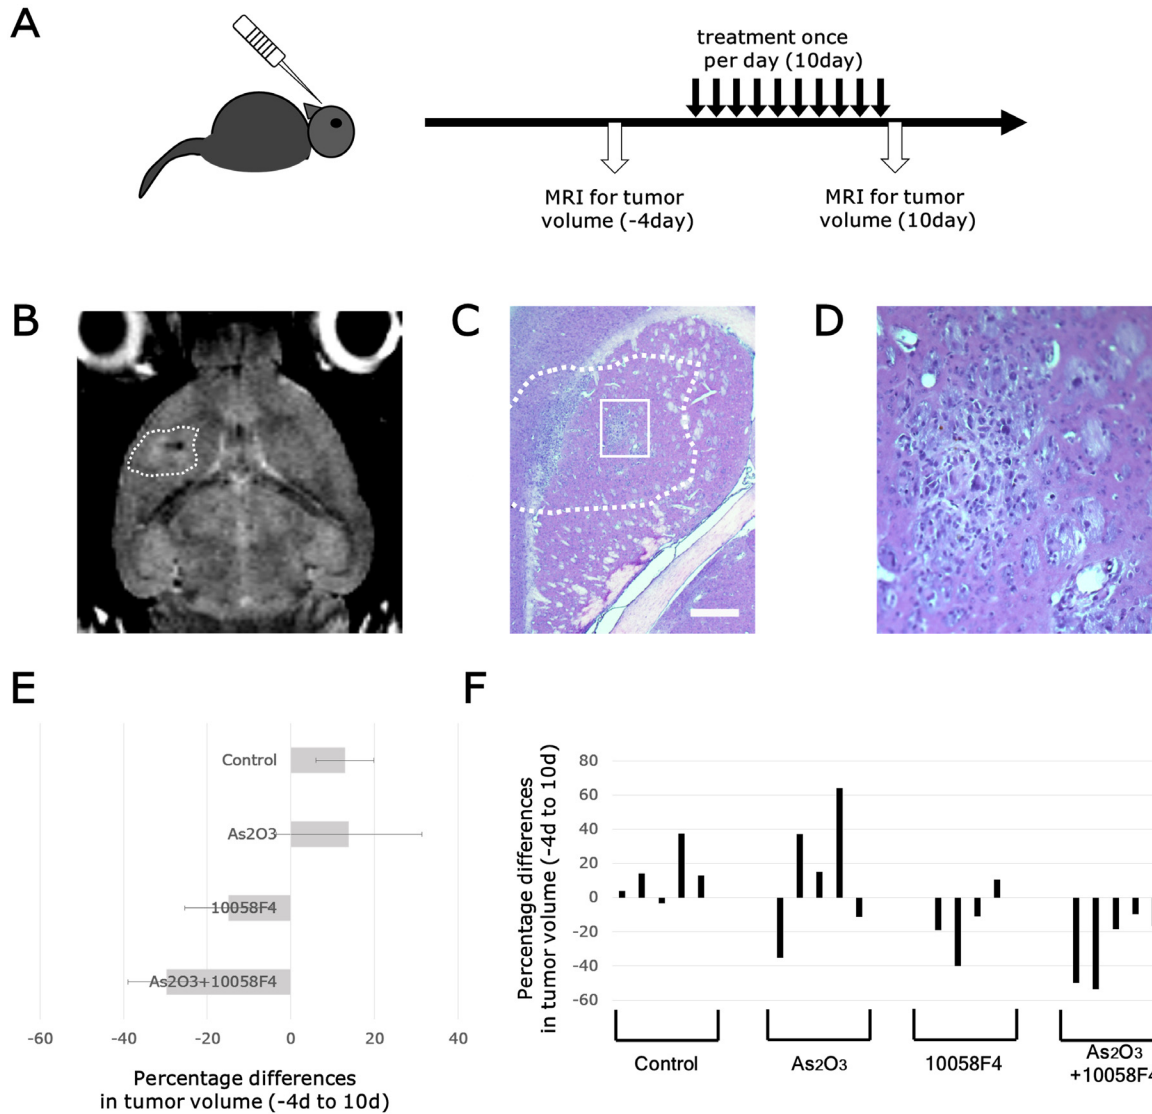 A
treatment once
per day (10day)
MRI for tumor
volume (-4day)
MRI for tumor
volume (10day)
B
C
D
E
Control
As2O3
10058F4
As2O3+10058F4
-60
-40
-20
0
20
40
Percentage differences
in tumor volume (-4d to 10d)
F
Percentage differences
in tumor volume (-4d to 10d)
80
60
40
20
0
-20
-40
-60
Control
As2O3
10058F4
As2O3
+10058F4